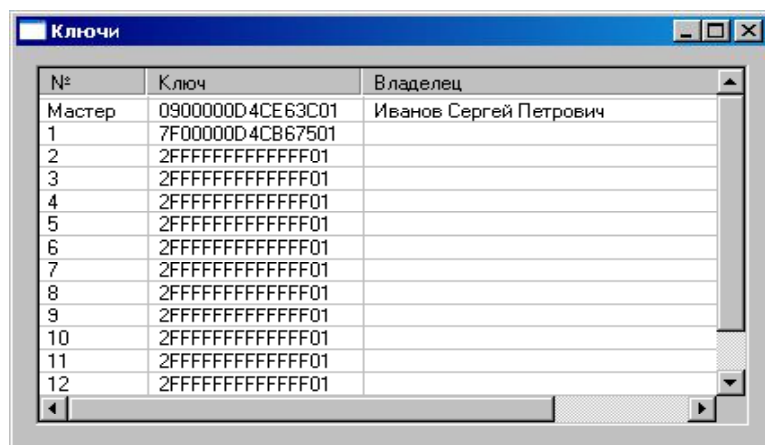 Ключи
№ Ключ Владелец
Мастер 0900000D4CE63C01 Иванов Сергей Петрович
1 7F00000D4CB67501
2 2FFFFFFFFFFFFF01
3 2FFFFFFFFFFFFF01
4 2FFFFFFFFFFFFF01
5 2FFFFFFFFFFFFF01
6 2FFFFFFFFFFFFF01
7 2FFFFFFFFFFFFF01
8 2FFFFFFFFFFFFF01
9 2FFFFFFFFFFFFF01
10 2FFFFFFFFFFFFF01
11 2FFFFFFFFFFFFF01
12 2FFFFFFFFFFFFF01